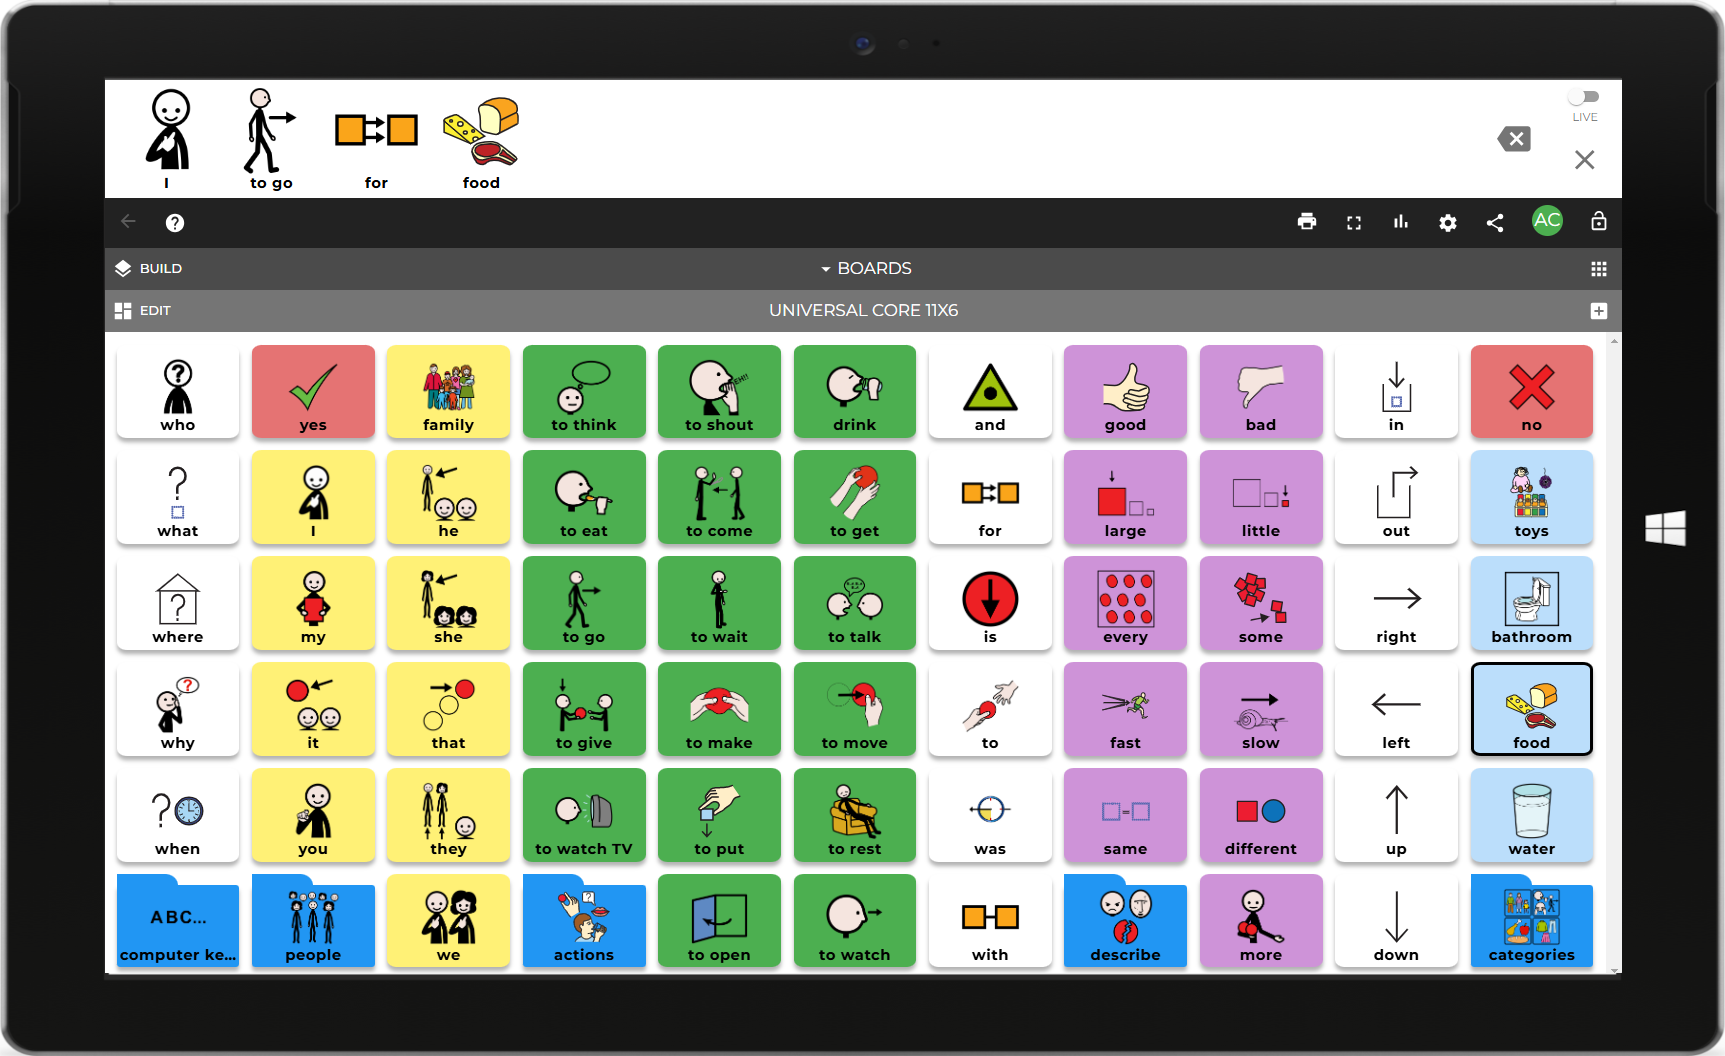 I to go for food
LIVE
AC
BUILD
BOARDS
EDIT
UNIVERSAL CORE 11X6
who yes family to think to shout drink and good bad in no
EH!!
what I he to eat to come to get for large little out toys
where my she to go to wait to talk is every some right bathroom
why it that to give to make to move to fast slow left food
when you they to watch TV to put to rest was same different up water
ABC...
computer ke... people we actions to open to watch with describe more down categories